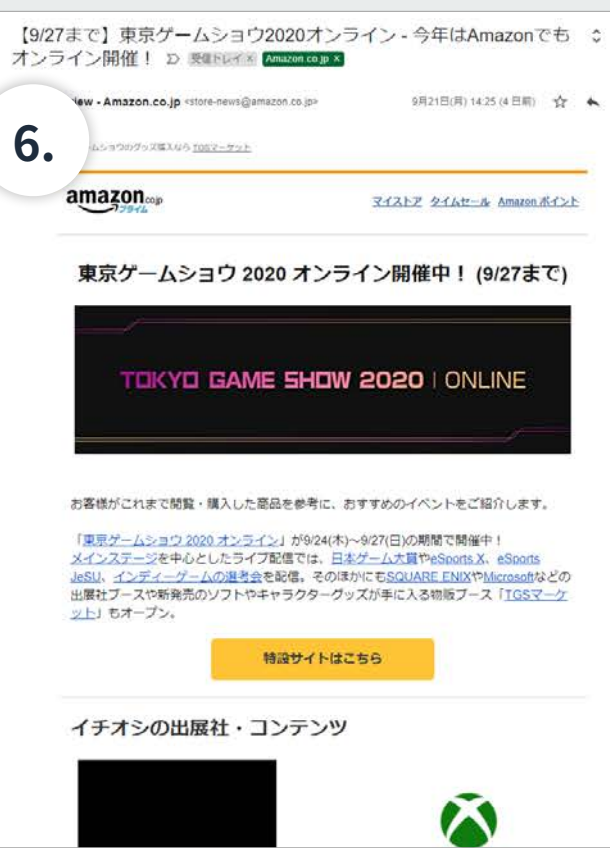 【9/27まで】東京ゲームショウ2020オンライン - 今年はAmazonでも
オンライン開催！ 受信トレイ × Amazon.co.jp ×
iew - Amazon.co.jp <store-news@amazon.co.jp> 9月21日(月) 14:25 (4 日前)
6.
ームショウのグッズ購入なら TGSマーケット
amazon.co.jp
プライム
マイストア タイムセール Amazon ポイント
東京ゲームショウ 2020 オンライン開催中！ (9/27まで)
TOKYO GAME SHOW 2020 | ONLINE
お客様がこれまで閲覧・購入した商品を参考に、おすすめのイベントをご紹介します。
「東京ゲームショウ 2020 オンライン」が9/24(木)～9/27(日)の期間で開催中！
メインステージを中心としたライブ配信では、日本ゲーム大賞やeSports X、eSports
JeSU、インディーゲームの選考会を配信。そのほかにもSQUARE ENIXやMicrosoftなどの
出展社ブースや新発売のソフトやキャラクターグッズが手に入る物販ブース「TGSマーケ
ット」もオープン。
特設サイトはこちら
イチオシの出展社・コンテンツ